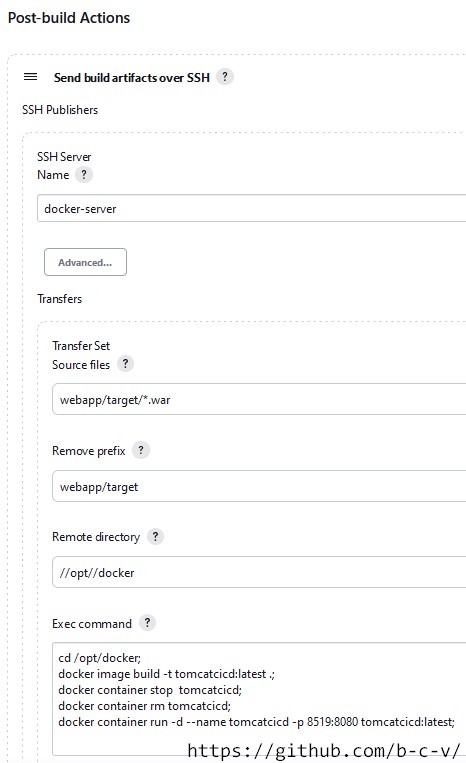 Post-build Actions
Send build artifacts over SSH ?
SSH Publishers
SSH Server
Name ?
docker-server
Advanced...
Transfers
Transfer Set
Source files ?
webapp/target/*.war
Remove prefix ?
webapp/target
Remote directory ?
//opt//docker
Exec command ?
cd /opt/docker;
docker image build -t tomcatcicd:latest .;
docker container stop  tomcatcicd;
docker container rm tomcatcicd;
docker container run -d --name tomcatcicd -p 8519:8080 tomcatcicd:latest;
https://github.com/b-c-v/